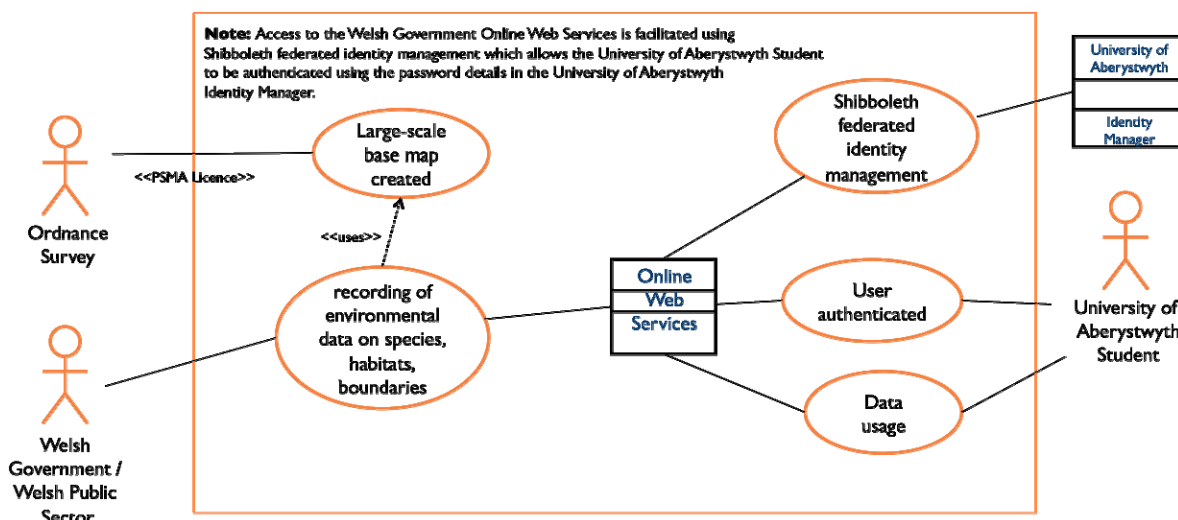 Note: Access to the Welsh Government Online Web Services is facilitated using
Shibboleth federated identity management which allows the University of Aberystwyth Student
to be authenticated using the password details in the University of Aberystwyth
Identity Manager.
Large-scale
base map
created
<<PSMA Licence>>
Ordnance
Survey
<<uses>>
recording of
environmental
data on species,
habitats,
boundaries
Welsh
Government /
Welsh Public
Sector
Online
Web
Services
Shibboleth
federated
identity
management
University of
Aberystwyth
Identity
Manager
User
authenticated
Data
usage
University of
Aberystwyth
Student